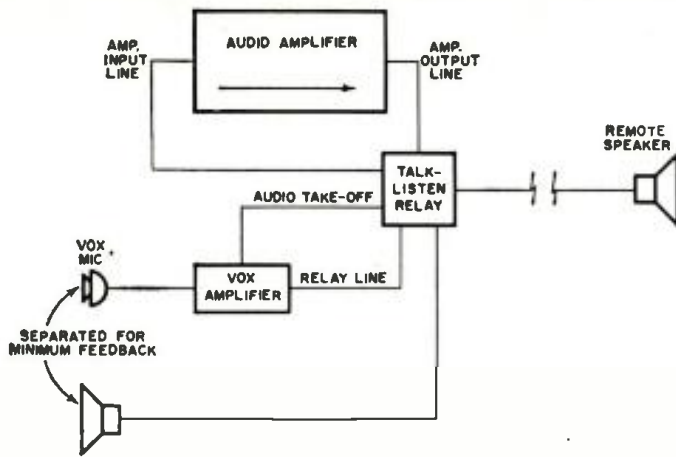 AMP.
INPUT
LINE
AUDIO AMPLIFIER
AMP.
OUTPUT
LINE
REMOTE
SPEAKER
TALK-
LISTEN
RELAY
AUDIO TAKE-OFF
VOX
MIC
VOX
AMPLIFIER
RELAY LINE
SEPARATED FOR
MINIMUM FEEDBACK